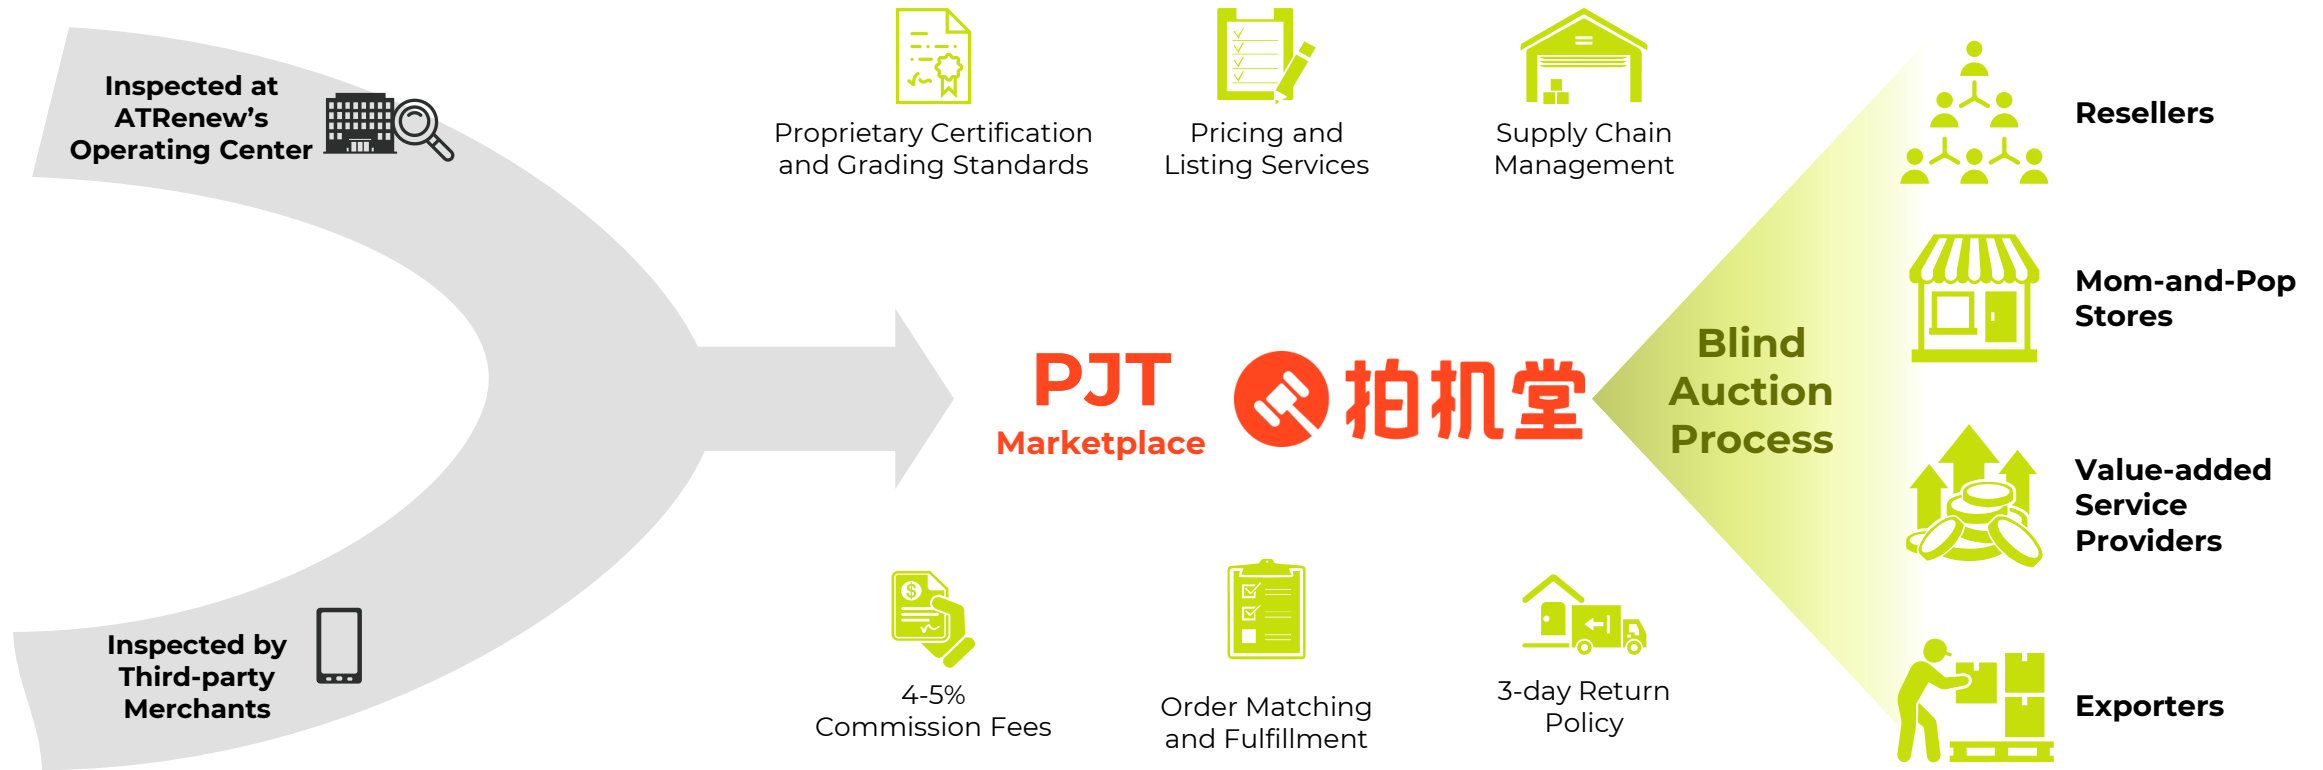 Inspected at
ATRenew's
Operating Center
Inspected by
Third-party
Merchants
Proprietary Certification
and Grading Standards
Pricing and
Listing Services
Supply Chain
Management
PJT
Marketplace
拍机堂
4-5%
Commission Fees
Order Matching
and Fulfillment
3-day Return
Policy
Blind
Auction
Process
Resellers
Mom-and-Pop
Stores
Value-added
Service
Providers
Exporters